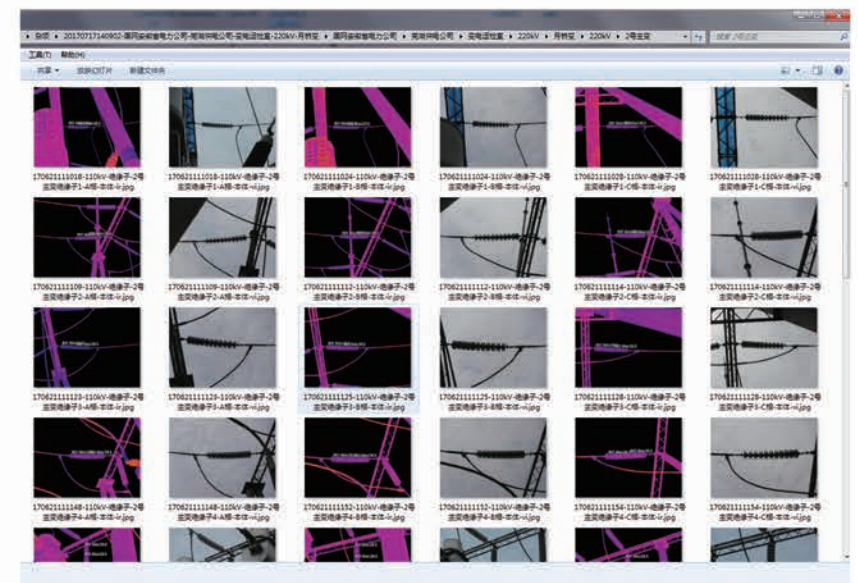 杂项 ▸ 20170717140902-国网安徽省电力公司-芜湖供电公司-变电运检室-220kV-月桥变 ▸ 国网安徽省电力公司 ▸ 芜湖供电公司 ▸ 变电运检室 ▸ 220kV ▸ 月桥变 ▸ 220kV ▸ 2号主变
工具(T) 帮助(H)
共享 放映幻灯片 新建文件夹
170621111018-110kV-绝缘子-2号 170621111018-110kV-绝缘子-2号 170621111024-110kV-绝缘子-2号 170621111024-110kV-绝缘子-2号 170621111028-110kV-绝缘子-2号 170621111028-110kV-绝缘子-2号
主变绝缘子1-A相-本体-ir.jpg 主变绝缘子1-A相-本体-vi.jpg 主变绝缘子1-B相-本体-ir.jpg 主变绝缘子1-B相-本体-vi.jpg 主变绝缘子1-C相-本体-ir.jpg 主变绝缘子1-C相-本体-vi.jpg
170621111109-110kV-绝缘子-2号 170621111109-110kV-绝缘子-2号 170621111112-110kV-绝缘子-2号 170621111112-110kV-绝缘子-2号 170621111114-110kV-绝缘子-2号 170621111114-110kV-绝缘子-2号
主变绝缘子2-A相-本体-ir.jpg 主变绝缘子2-A相-本体-vi.jpg 主变绝缘子2-B相-本体-ir.jpg 主变绝缘子2-B相-本体-vi.jpg 主变绝缘子2-C相-本体-ir.jpg 主变绝缘子2-C相-本体-vi.jpg
170621111123-110kV-绝缘子-2号 170621111123-110kV-绝缘子-2号 170621111125-110kV-绝缘子-2号 170621111125-110kV-绝缘子-2号 170621111128-110kV-绝缘子-2号 170621111128-110kV-绝缘子-2号
主变绝缘子3-A相-本体-ir.jpg 主变绝缘子3-A相-本体-vi.jpg 主变绝缘子3-B相-本体-ir.jpg 主变绝缘子3-B相-本体-vi.jpg 主变绝缘子3-C相-本体-ir.jpg 主变绝缘子3-C相-本体-vi.jpg
170621111148-110kV-绝缘子-2号 170621111148-110kV-绝缘子-2号 170621111152-110kV-绝缘子-2号 170621111152-110kV-绝缘子-2号 170621111154-110kV-绝缘子-2号 170621111154-110kV-绝缘子-2号
主变绝缘子4-A相-本体-ir.jpg 主变绝缘子4-A相-本体-vi.jpg 主变绝缘子4-B相-本体-ir.jpg 主变绝缘子4-B相-本体-vi.jpg 主变绝缘子4-C相-本体-ir.jpg 主变绝缘子4-C相-本体-vi.jpg